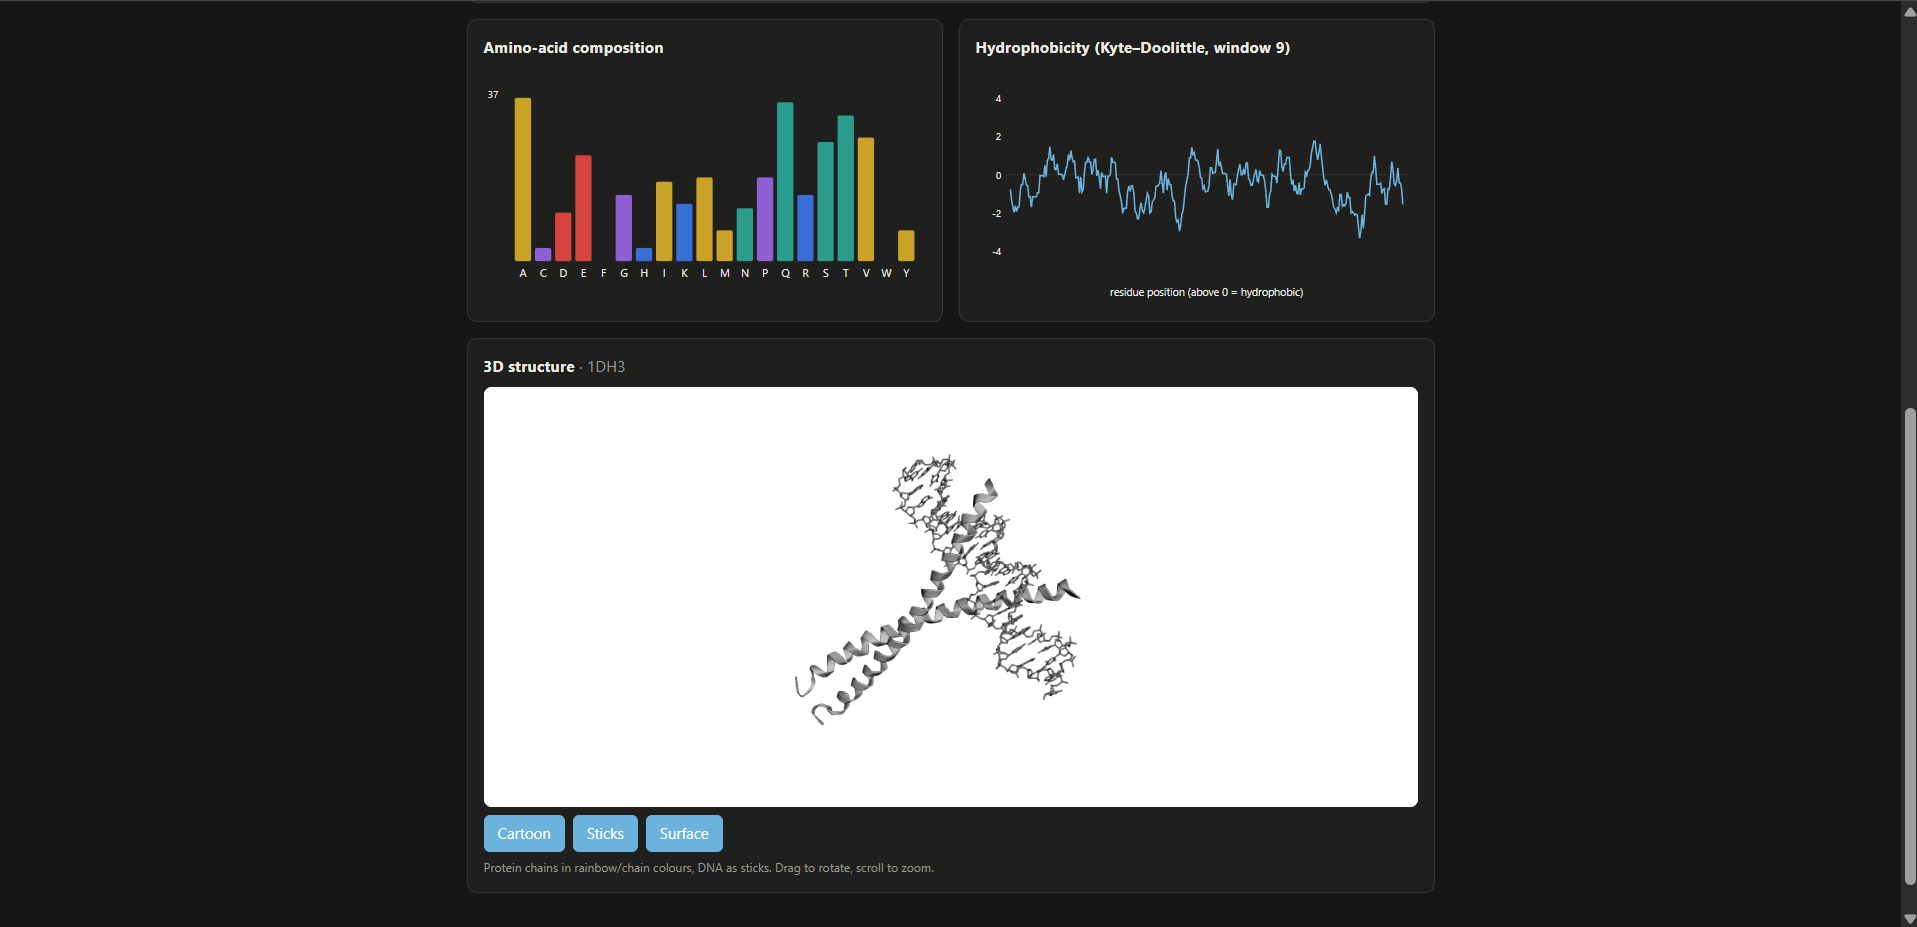 Amino-acid composition
37
A C D E F G H I K L M N P Q R S T V W Y
Hydrophobicity (Kyte–Doolittle, window 9)
4
2
0
-2
-4
residue position (above 0 = hydrophobic)
3D structure · 1DH3
Cartoon
Sticks
Surface
Protein chains in rainbow/chain colours, DNA as sticks. Drag to rotate, scroll to zoom.